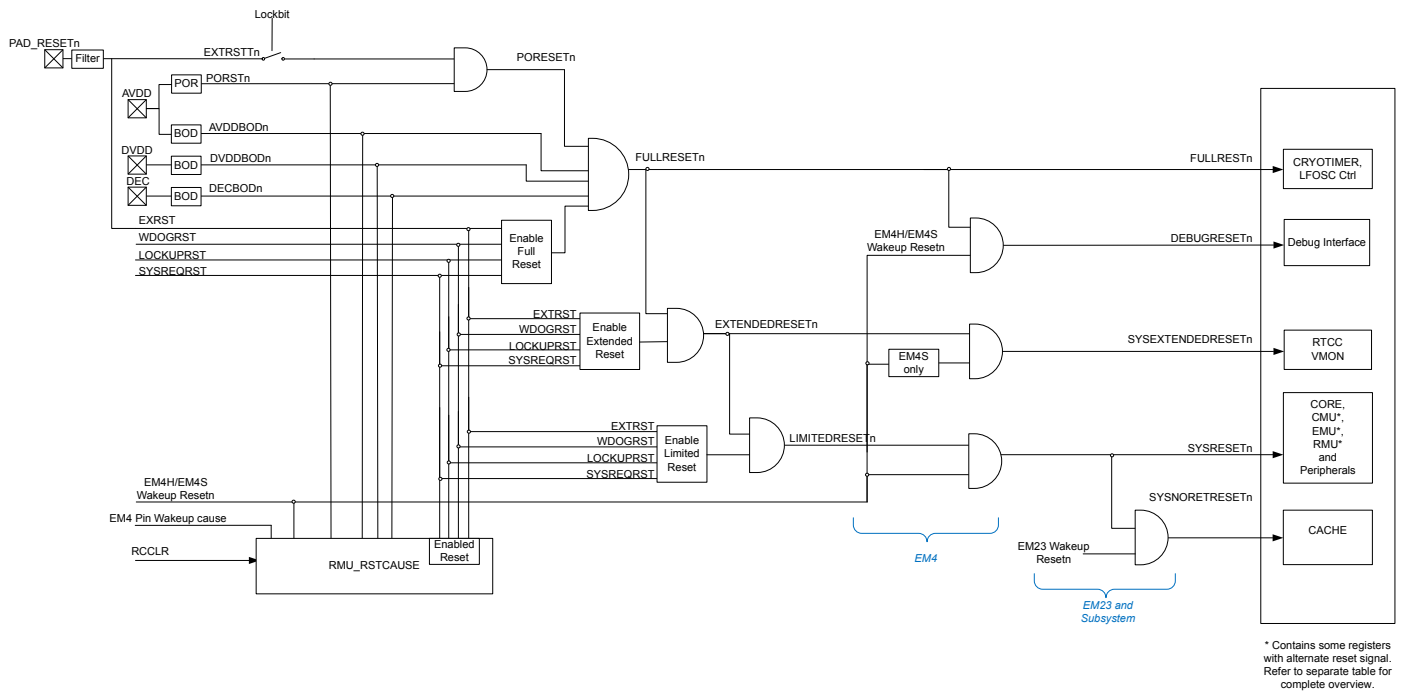 Lockbit
PAD_RESETn
Filter
EXTRSTTn
PORESETn
AVDD
POR
PORSTn
BOD
AVDDBODn
DVDD
BOD
DVDDBODn
DEC
BOD
DECBODn
FULLRESETn
FULLRESTn
CRYOTIMER,
LFOSC Ctrl
EXRST
WDOGRST
LOCKUPRST
SYSREQRST
Enable
Full
Reset
EM4H/EM4S
Wakeup Resetn
DEBUGRESETn
Debug Interface
EXTRST
WDOGRST
LOCKUPRST
SYSREQRST
Enable
Extended
Reset
EXTENDEDRESETn
EM4S
only
SYSEXTENDEDRESETn
RTCC
VMON
EXTRST
WDOGRST
LOCKUPRST
SYSREQRST
Enable
Limited
Reset
LIMITEDRESETn
SYSRESETn
CORE,
CMU*,
EMU*,
RMU*
and
Peripherals
EM4H/EM4S
Wakeup Resetn
EM4 Pin Wakeup cause
RCCLR
Enabled
Reset
RMU_RSTCAUSE
EM4
SYSNORETRESETn
EM23 Wakeup
Resetn
CACHE
EM23 and
Subsystem
* Contains some registers
with alternate reset signal.
Refer to separate table for
complete overview.